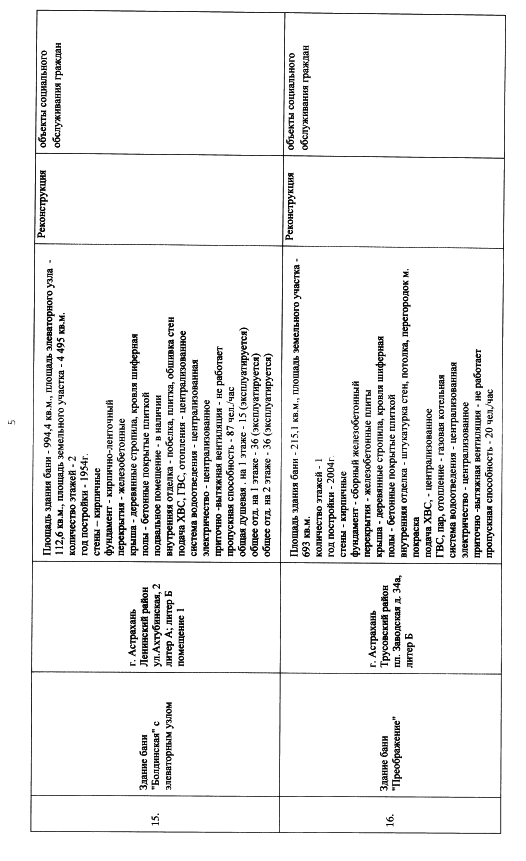 5
15.
Здание бани
"Болдинская" с
элеваторным узлом
г. Астрахань
Ленинский район
ул.Ахтубинская, 2
литер А; литер Б
помещение 1
Площадь здания бани - 994,4 кв.м., площадь элеваторного узла -
112,6 кв.м., площадь земельного участка - 4 495 кв.м.
количество этажей - 2
год постройки - 1954г.
стены – кирпичные
фундамент - кирпично-ленточный
перекрытия - железобетонные
крыша - деревянные стропила, кровля шиферная
полы - бетонные покрытые плиткой
подвальное помещение - в наличии
внутренняя отделка - побелка, плитка, обшивка стен
подача ХВС, ГВС, отопления - централизованное
система водоотведения - централизованная
электричество - централизованное
приточно -вытяжная вентиляция - не работает
пропускная способность - 87 чел./час
общая душевая . на 1 этаже - 15 (эксплуатируется)
общее отд. на 1 этаже - 36 (эксплуатируется)
общее отд. на 2 этаже - 36 (эксплуатируется)
Реконструкция
объекты социального
обслуживания граждан
16.
Здание бани
"Преображение"
г. Астрахань
Трусовский район
пл. Заводская д. 34а,
литер Б
Площадь здания бани - 215,1 кв.м., площадь земельного участка -
693 кв.м.
количество этажей - 1
год постройки - 2004г.
стены - кирпичные
фундамент - сборный железобетонный
перекрытия - железобетонные плиты
крыша - деревянные стропила, кровля шиферная
полы - бетонные покрытые плиткой
внутренняя отделка - штукатурка стен, потолка, перегородок м.
покраска
подача ХВС, - централизованное
ГВС, пар, отопление - газовая котельная
система водоотведения - централизованная
электричество - централизованное
приточно -вытяжная вентиляция - не работает
пропускная способность - 20 чел./час
Реконструкция
объекты социального
обслуживания граждан